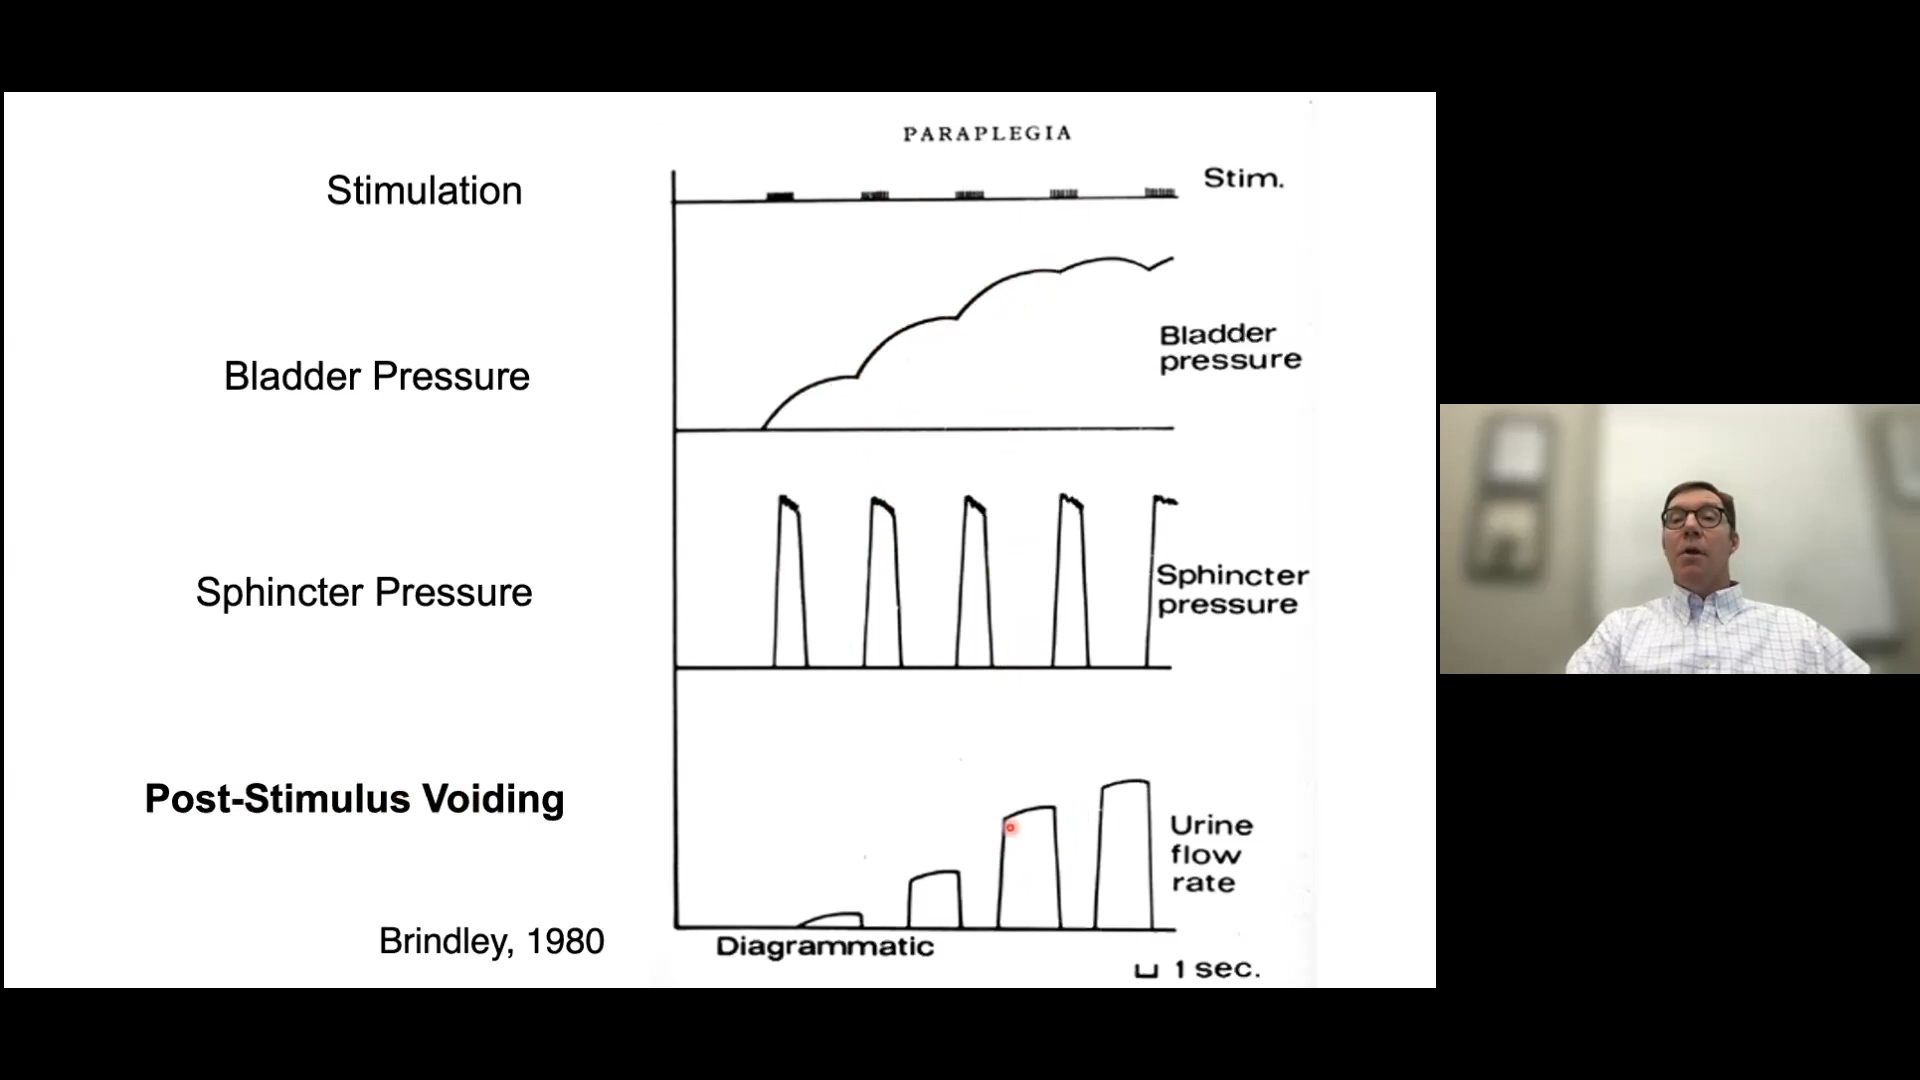 PARAPLEGIA
Stimulation
Stim.
Bladder Pressure
Bladder
pressure
Sphincter Pressure
Sphincter
pressure
Post-Stimulus Voiding
Urine
flow
rate
Brindley, 1980
Diagrammatic
1 sec.